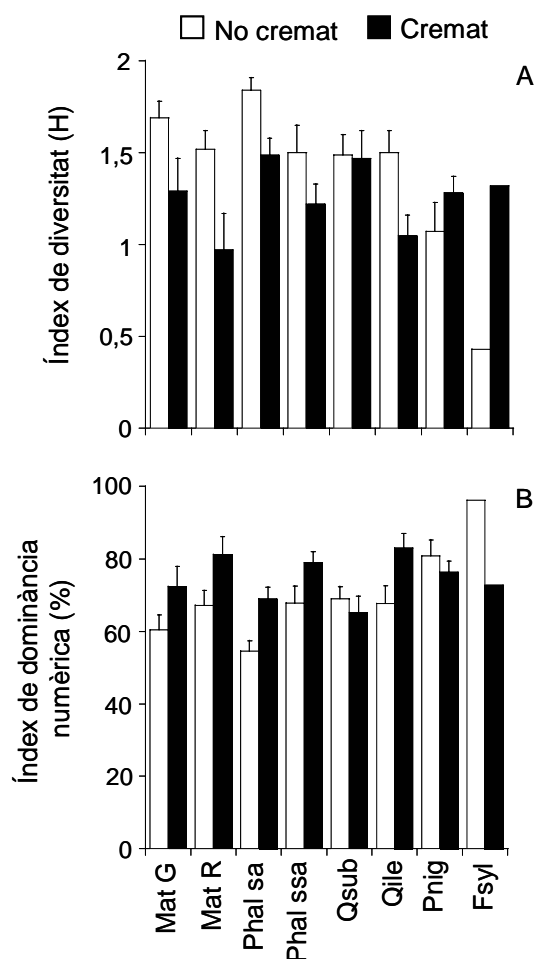 No cremat Cremat
A
Índex de diversitat (H)
2
1,5
1
0,5
0
B
Índex de dominància
numèrica (%)
100
80
60
40
20
0
Mat G
Mat R
Phal sa
Phal ssa
Qsub
Qile
Pnig
Fsyl